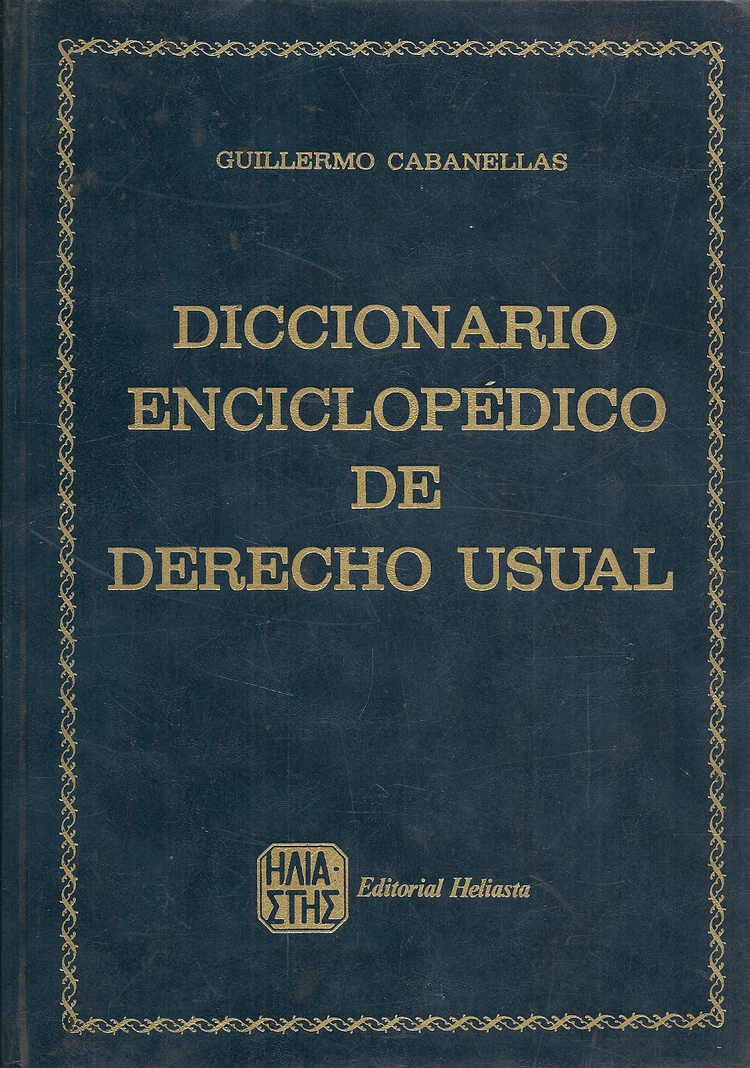 GUILLERMO CABANELLAS
DICCIONARIO
ENCICLOPÉDICO
DE
DERECHO USUAL
ΗΛΙΑ·
ΣΤΗΣ
Editorial Heliasta